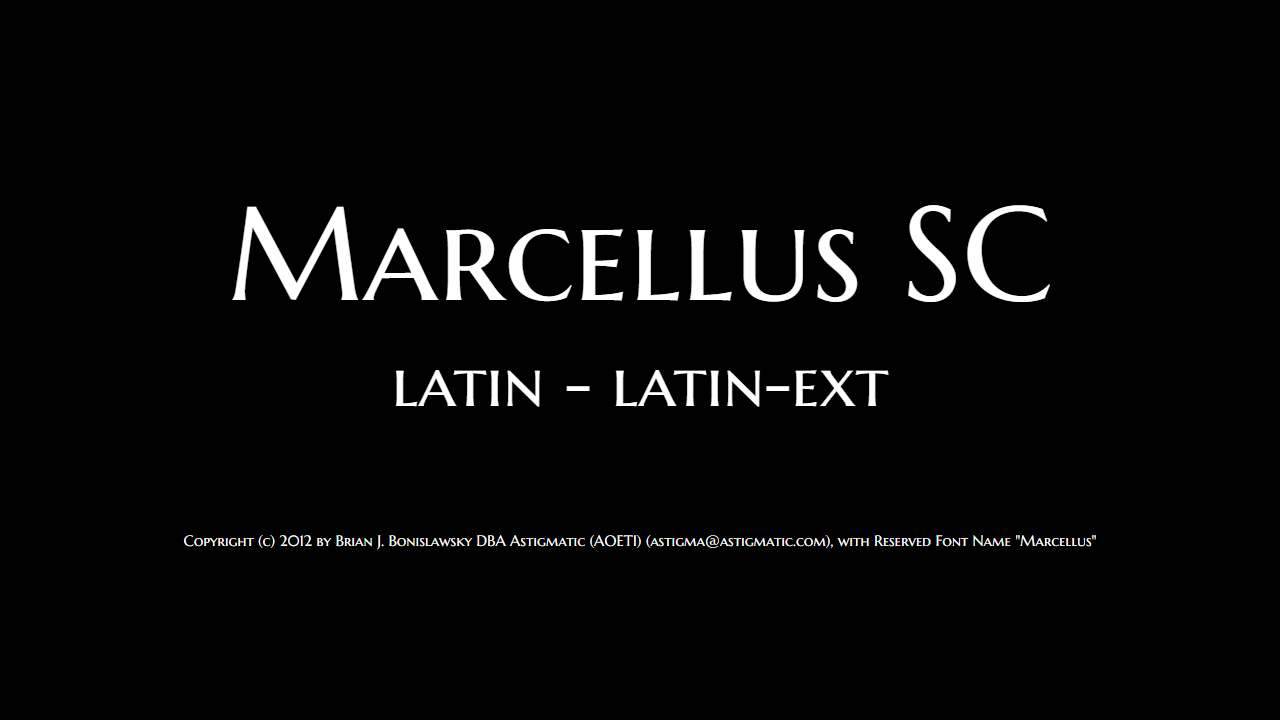 Marcellus SC
latin - latin-ext
Copyright (c) 2012 by Brian J. Bonislawsky DBA Astigmatic (AOETI) (astigma@astigmatic.com), with Reserved Font Name "Marcellus"